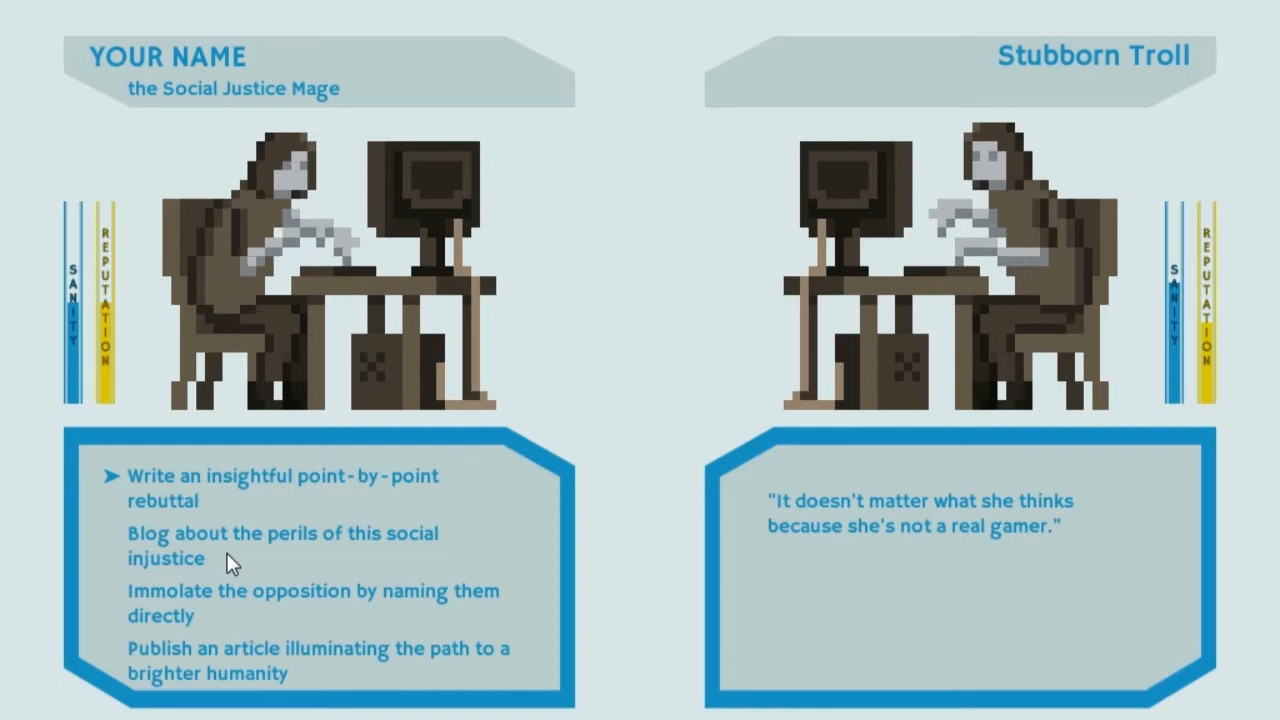 YOUR NAME
the Social Justice Mage
Stubborn Troll
SANITY
REPUTATION
SANITY
REPUTATION
Write an insightful point-by-point
rebuttal
Blog about the perils of this social
injustice
Immolate the opposition by naming them
directly
Publish an article illuminating the path to a
brighter humanity
"It doesn't matter what she thinks
because she's not a real gamer."